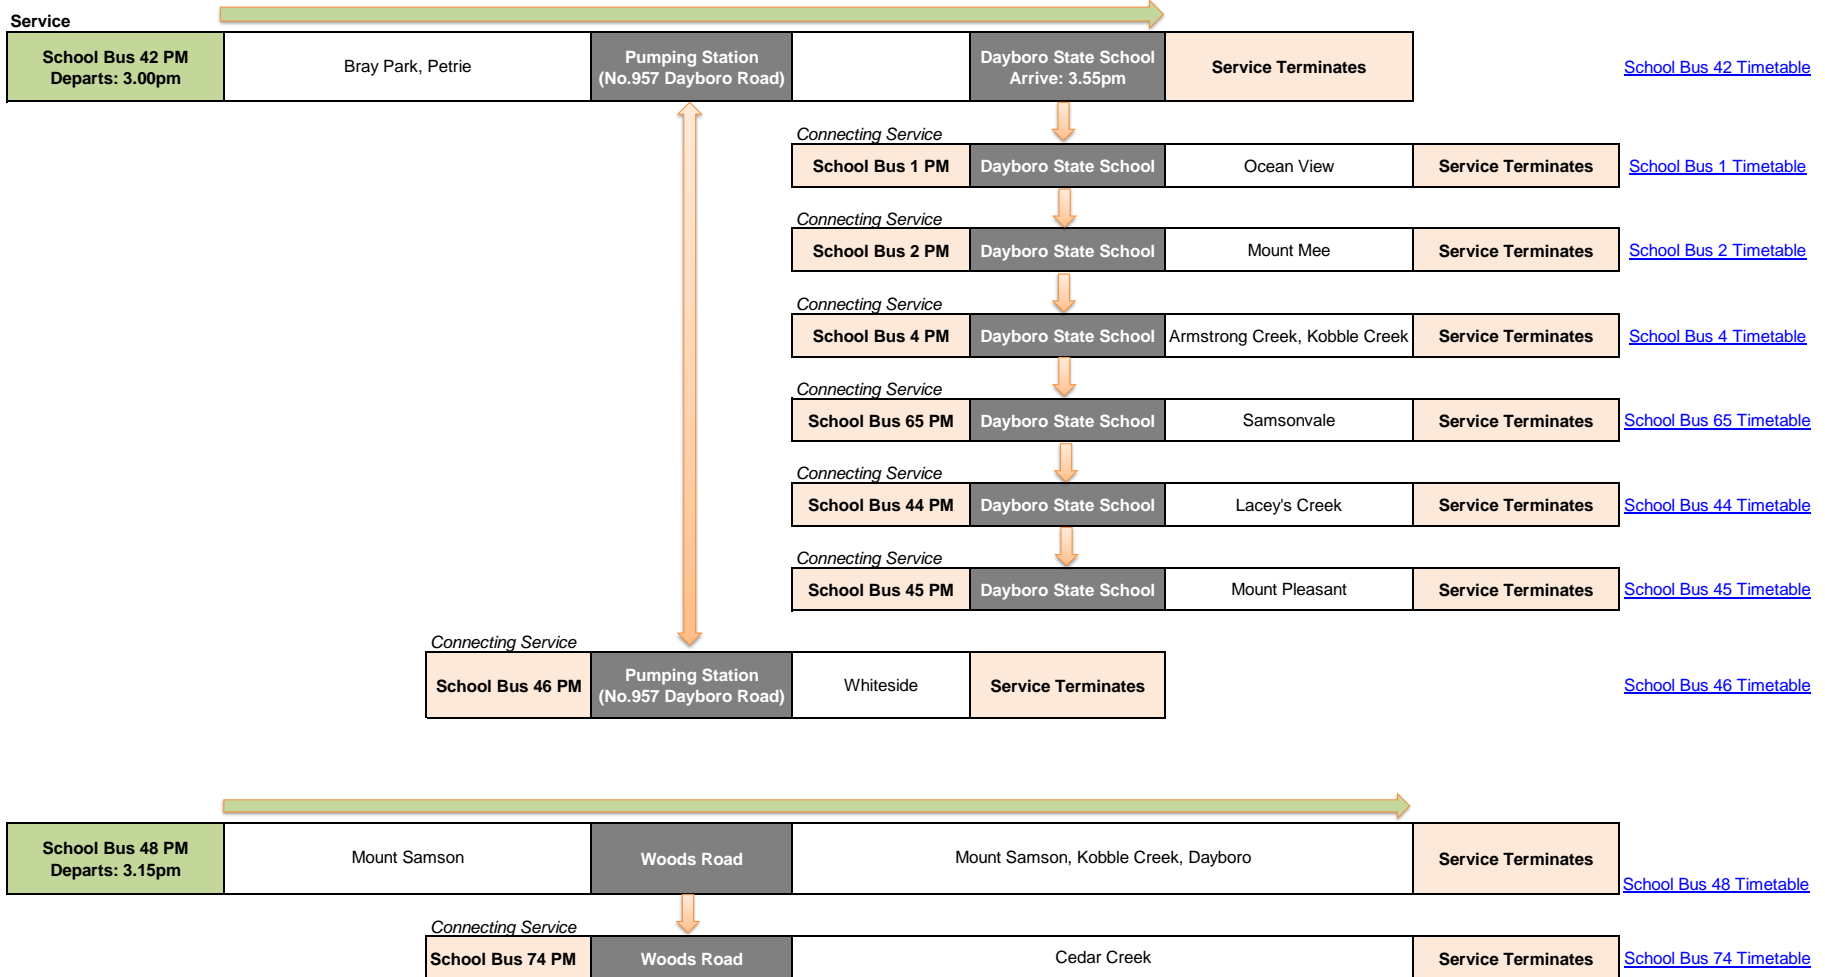 Service
School Bus 42 PM
Departs: 3.00pm
Bray Park, Petrie
Pumping Station
(No.957 Dayboro Road)
Dayboro State School
Arrive: 3.55pm
Service Terminates
School Bus 42 Timetable
Connecting Service
School Bus 1 PM
Dayboro State School
Ocean View
Service Terminates
School Bus 1 Timetable
Connecting Service
School Bus 2 PM
Dayboro State School
Mount Mee
Service Terminates
School Bus 2 Timetable
Connecting Service
School Bus 4 PM
Dayboro State School
Armstrong Creek, Kobble Creek
Service Terminates
School Bus 4 Timetable
Connecting Service
School Bus 65 PM
Dayboro State School
Samsonvale
Service Terminates
School Bus 65 Timetable
Connecting Service
School Bus 44 PM
Dayboro State School
Lacey's Creek
Service Terminates
School Bus 44 Timetable
Connecting Service
School Bus 45 PM
Dayboro State School
Mount Pleasant
Service Terminates
School Bus 45 Timetable
Connecting Service
School Bus 46 PM
Pumping Station
(No.957 Dayboro Road)
Whiteside
Service Terminates
School Bus 46 Timetable
School Bus 48 PM
Departs: 3.15pm
Mount Samson
Woods Road
Mount Samson, Kobble Creek, Dayboro
Service Terminates
School Bus 48 Timetable
Connecting Service
School Bus 74 PM
Woods Road
Cedar Creek
Service Terminates
School Bus 74 Timetable